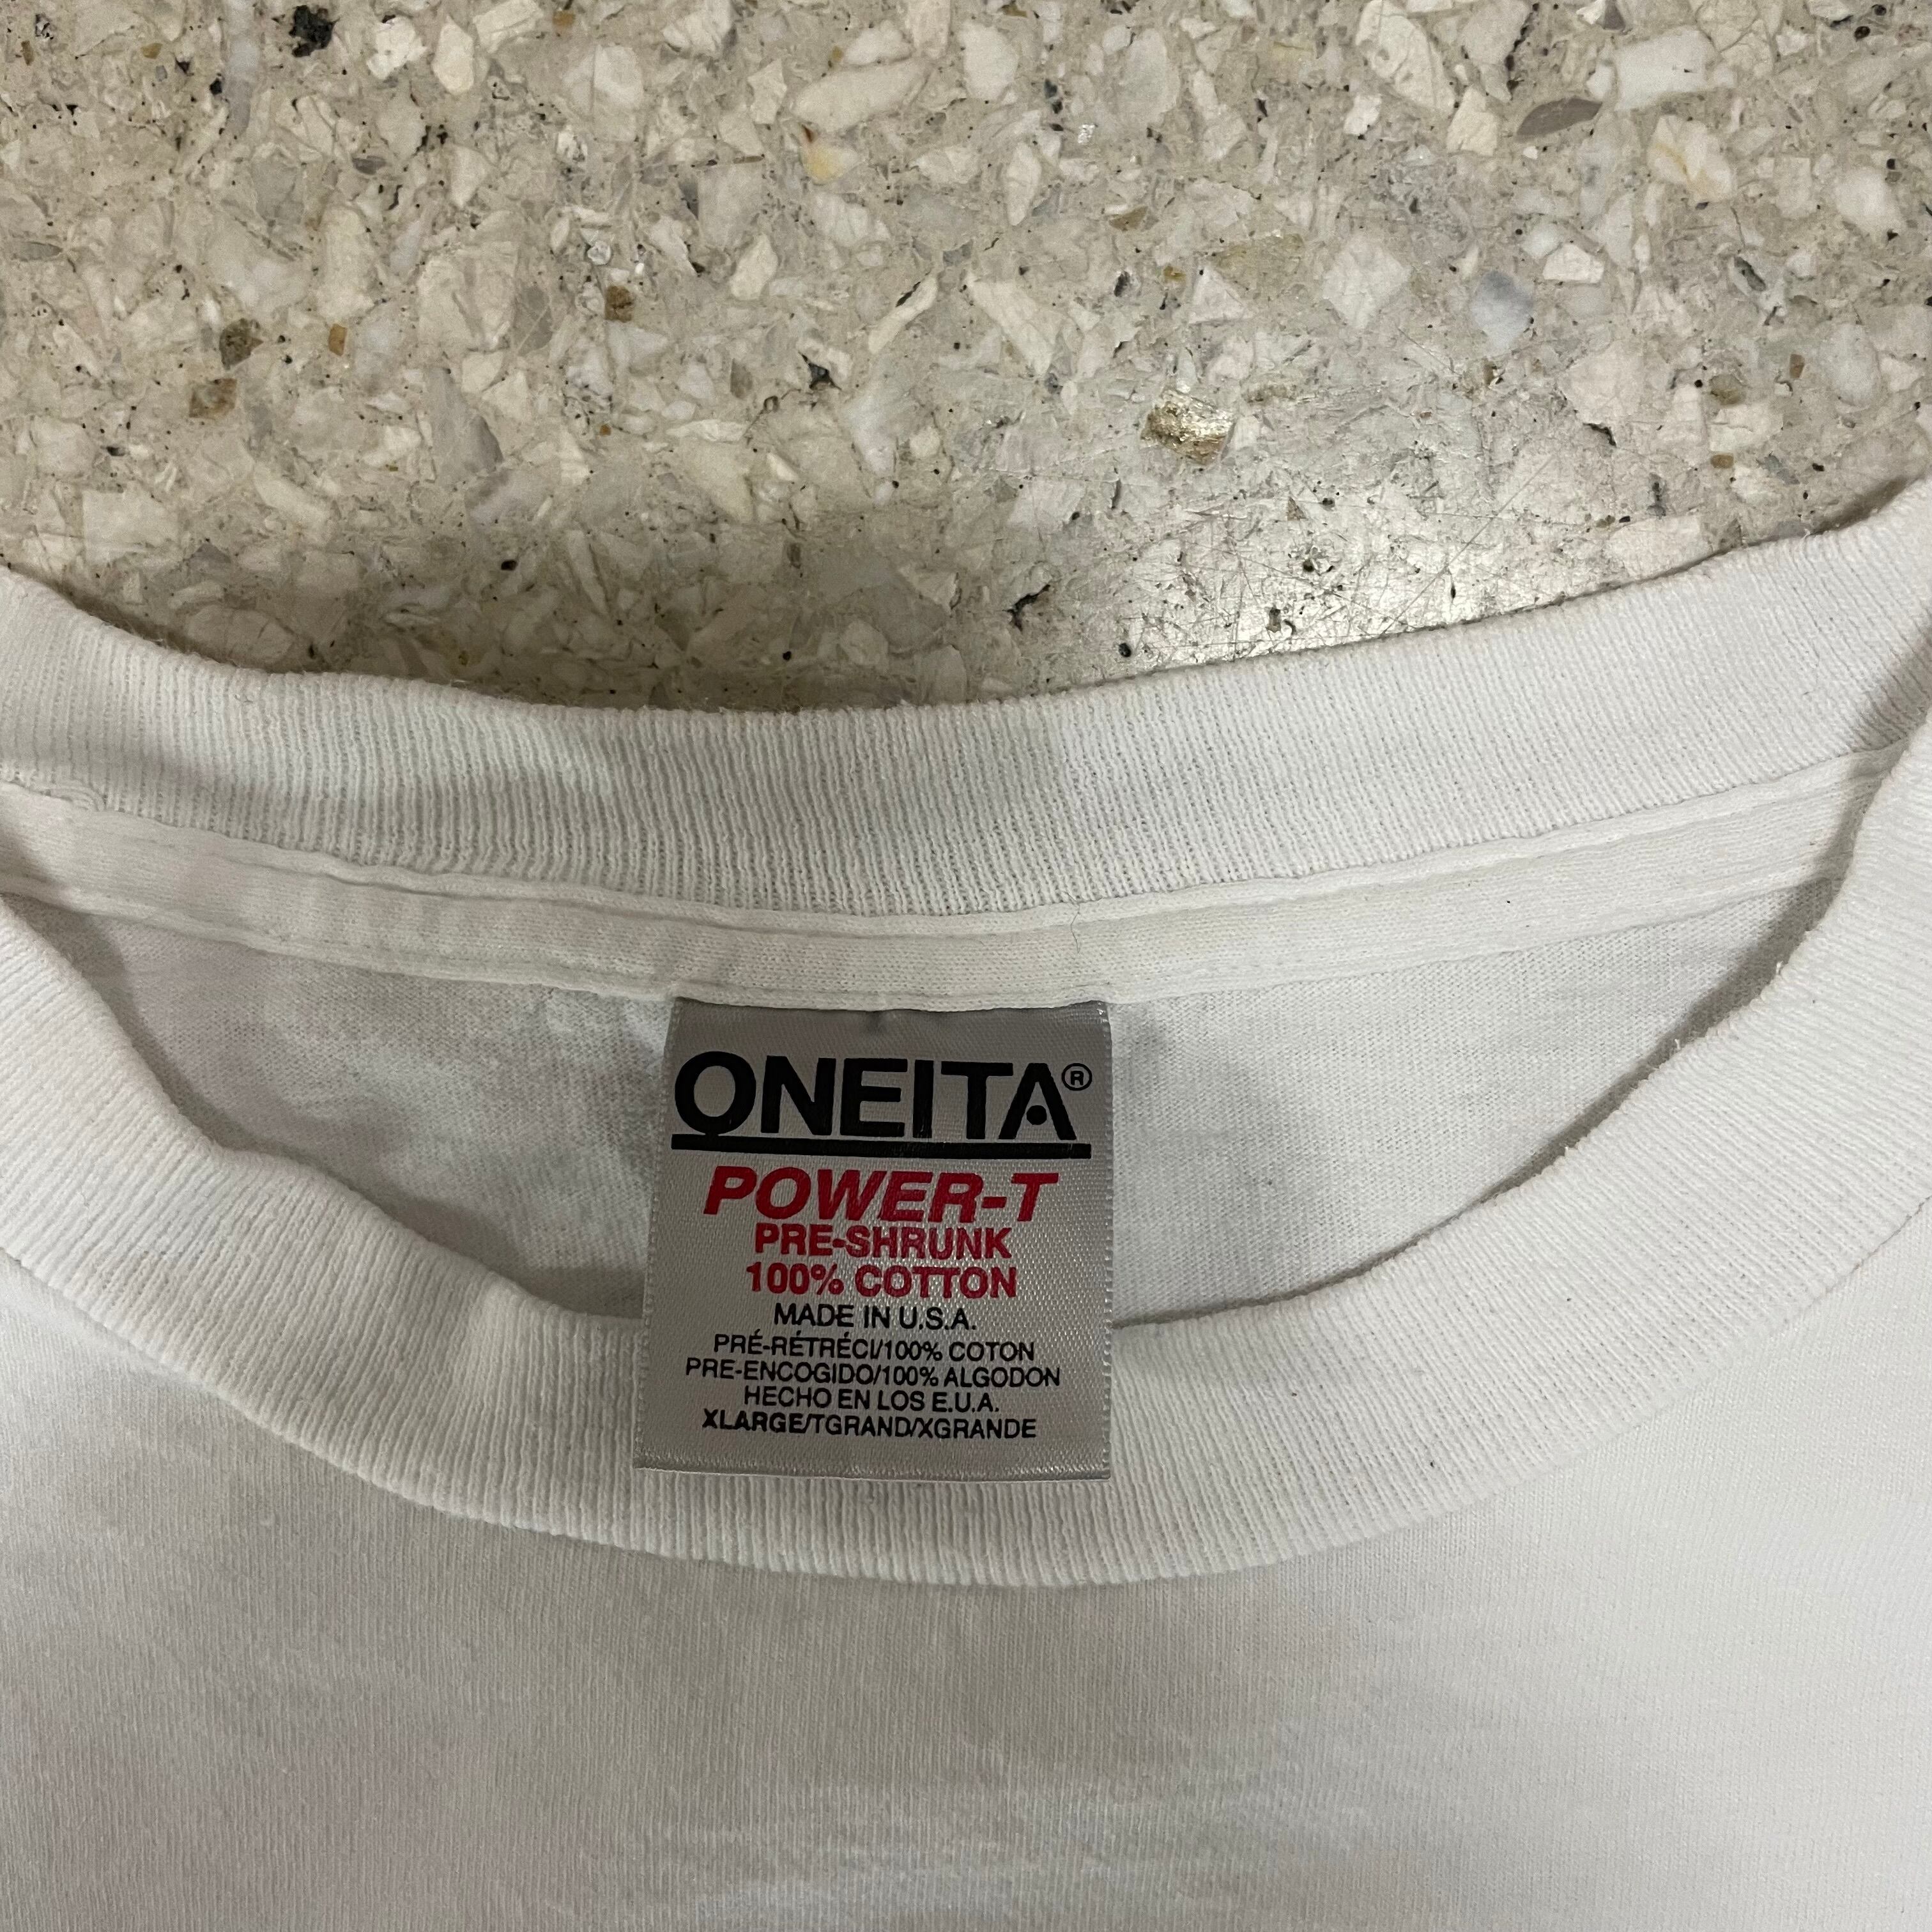 ONEITA®
POWER-T
PRE-SHRUNK
100% COTTON
MADE IN U.S.A.
PRÉ-RÉTRÉCI/100% COTON
PRE-ENCOGIDO/100% ALGODON
HECHO EN LOS E.U.A.
XLARGE/TGRAND/XGRANDE